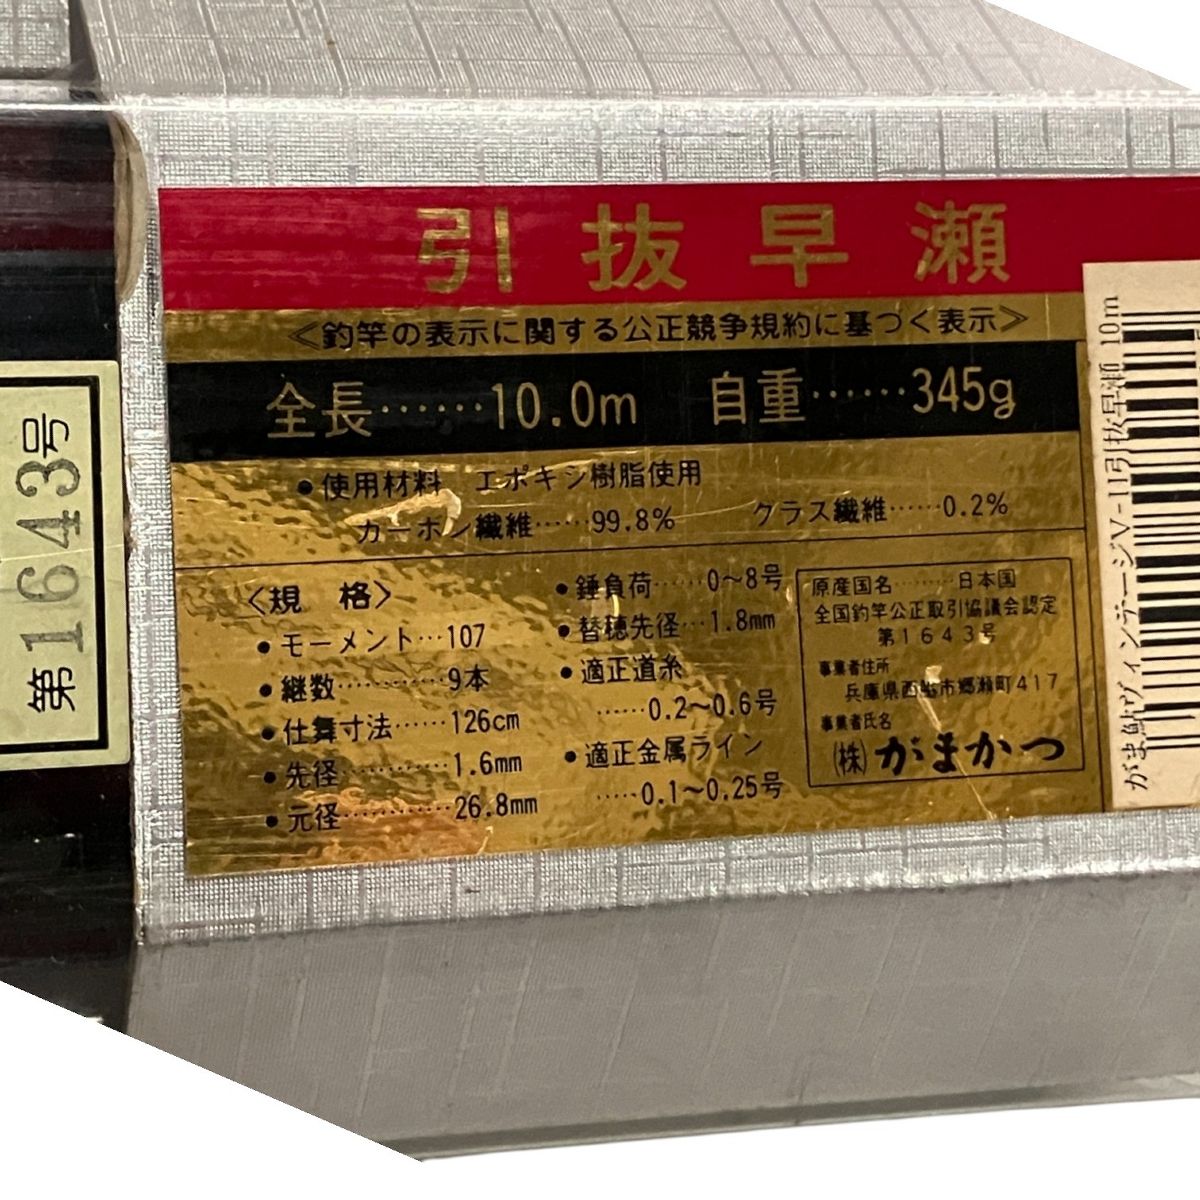 引抜早瀬
<釣竿の表示に関する公正競争規約に基づく表示>
全長……10.0m 自重……345g
●使用材料 エポキシ樹脂使用
カーボン繊維……99.8% グラス繊維……0.2%
<規 格>
●モーメント…107
●継数…………9本
●仕舞寸法……126cm
●先径…………1.6mm
●元径…………26.8mm
●錘負荷……0〜8号
●替穂先径…1.8mm
●適正道糸
……0.2〜0.6号
●適正金属ライン
……0.1〜0.25号
原産国名………日本国
全国釣竿公正取引協議会認定
第1643号
事業者住所
兵庫県西脇市郷瀬町417
事業者氏名
(株)がまかつ
第1643号
がま鮎ヴィンテージV-11引抜早瀬 10m